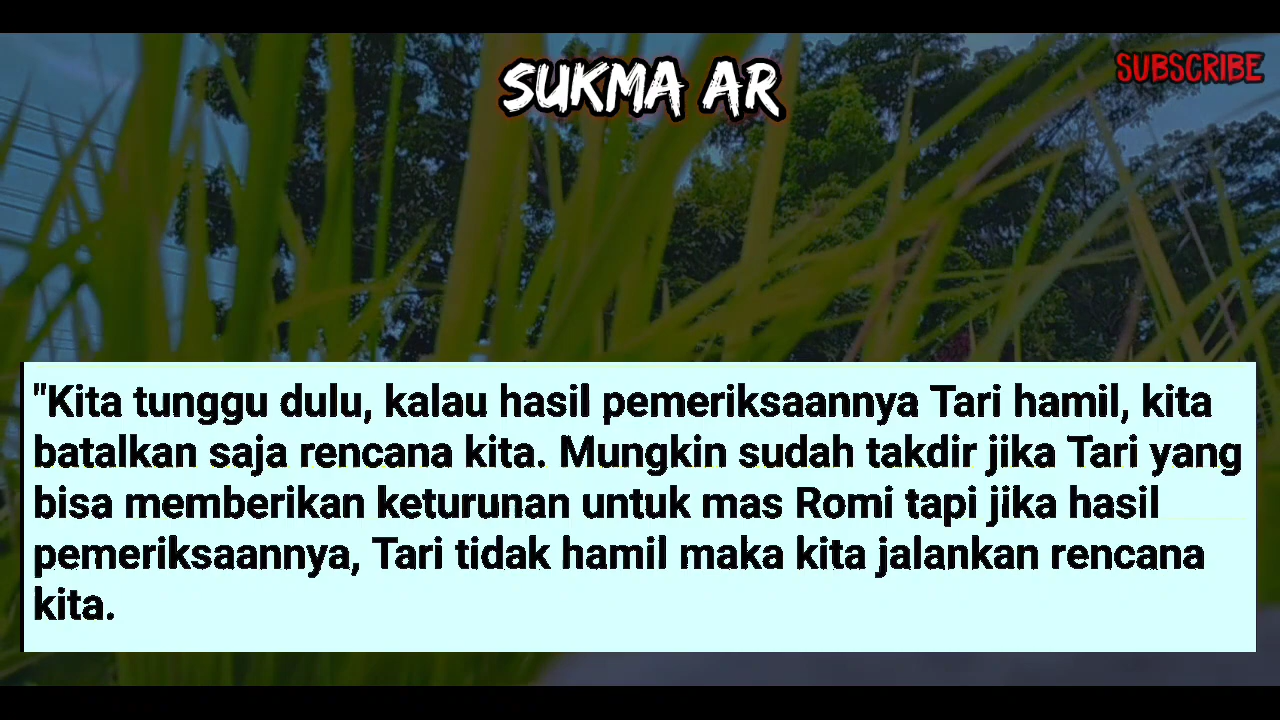 SUKMA AR
SUBSCRIBE
"Kita tunggu dulu, kalau hasil pemeriksaannya Tari hamil, kita
batalkan saja rencana kita. Mungkin sudah takdir jika Tari yang
bisa memberikan keturunan untuk mas Romi tapi jika hasil
pemeriksaannya, Tari tidak hamil maka kita jalankan rencana
kita.